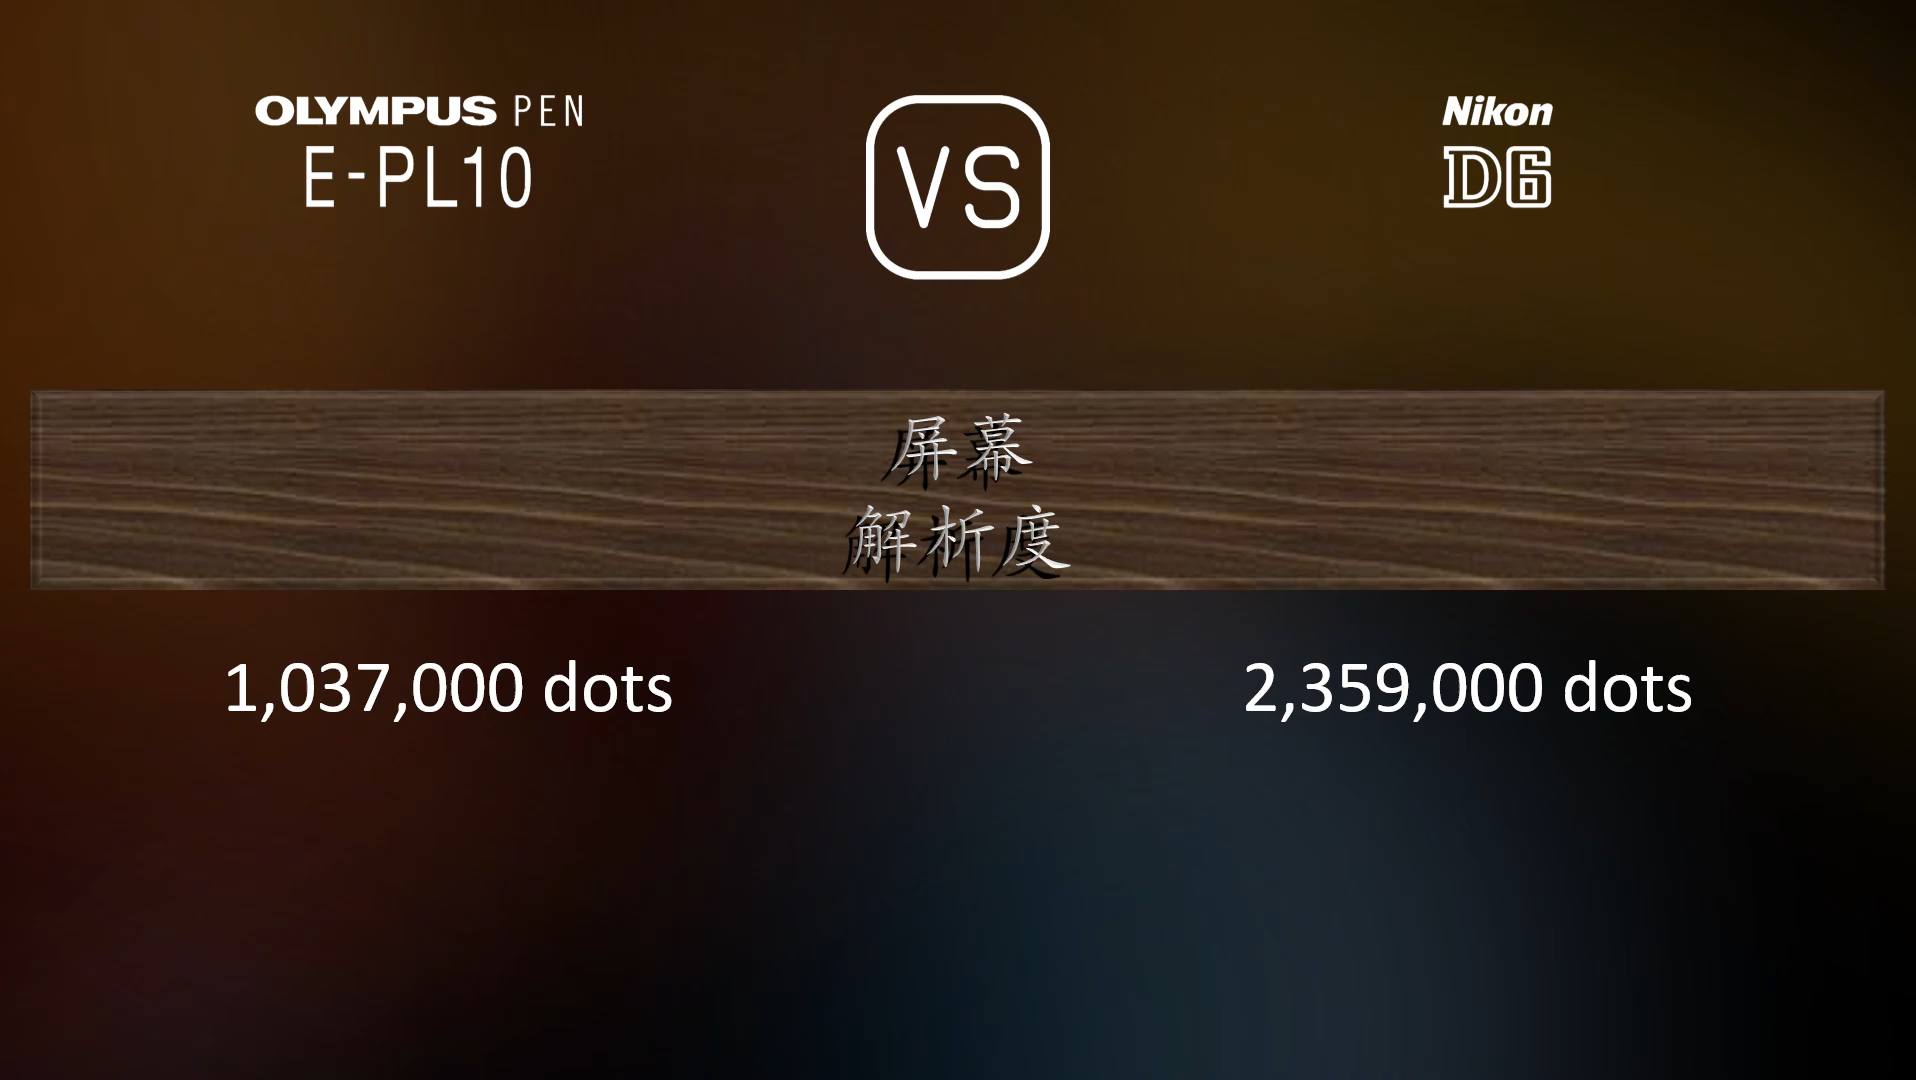 OLYMPUS PEN
E-PL10
VS
Nikon
D6
屏幕
解析度
1,037,000 dots
2,359,000 dots